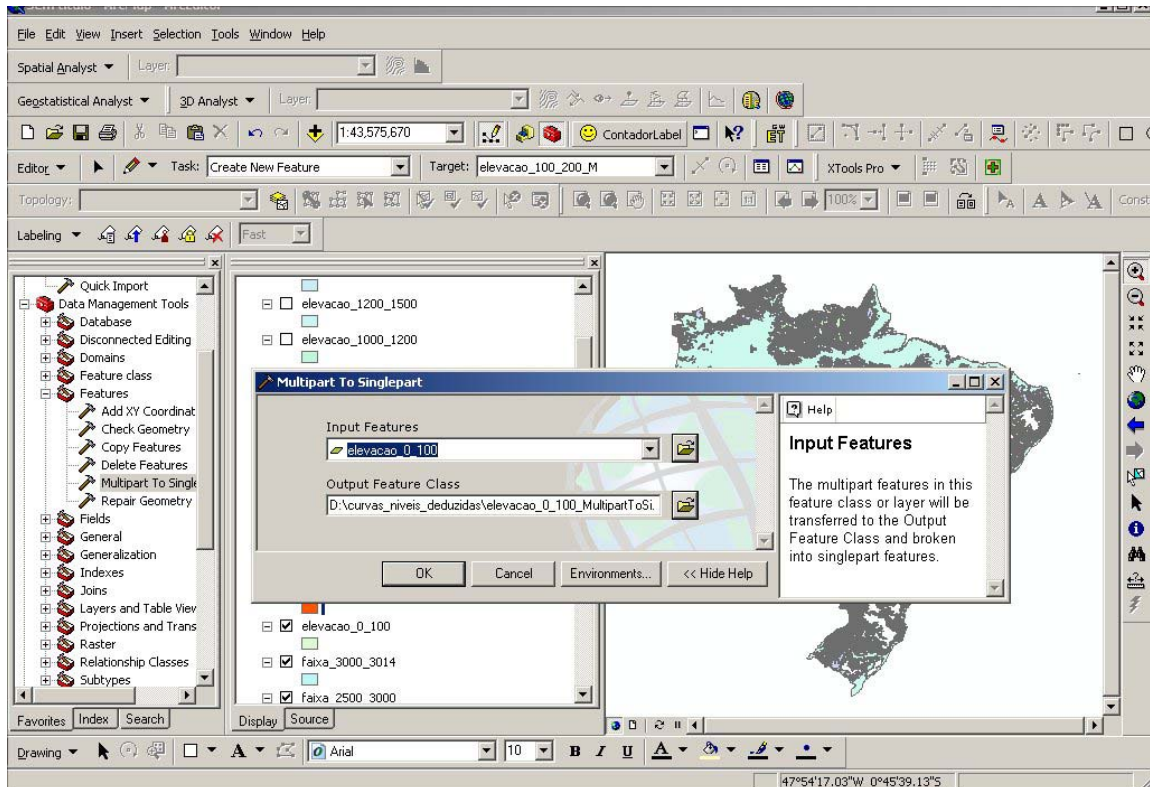 File Edit View Insert Selection Tools Window Help
Spatial Analyst Layer:
Geostatistical Analyst 3D Analyst Layer:
1:43,575,670 ContadorLabel
Editor Task: Create New Feature Target: elevacao_100_200_M XTools Pro
Topology: 100% Const
Labeling Fast
Quick Import
Data Management Tools
Database
Disconnected Editing
Domains
Feature class
Features
Add XY Coordinat
Check Geometry
Copy Features
Delete Features
Multipart To Single
Repair Geometry
Fields
General
Generalization
Indexes
Joins
Layers and Table View
Projections and Trans
Raster
Relationship Classes
Subtypes
Favorites Index Search
elevacao_1200_1500
elevacao_1000_1200
elevacao_0_100
faixa_3000_3014
faixa_2500_3000
Display Source
Multipart To Singlepart
Input Features
elevacao_0_100
Output Feature Class
D:\curvas_niveis_deduzidas\elevacao_0_100_MultipartToSi.
OK Cancel Environments... << Hide Help
Help
Input Features
The multipart features in this
feature class or layer will be
transferred to the Output
Feature Class and broken
into singlepart features.
Drawing A Arial 10 B I U A
47°54'17.03"W 0°45'39.13"S